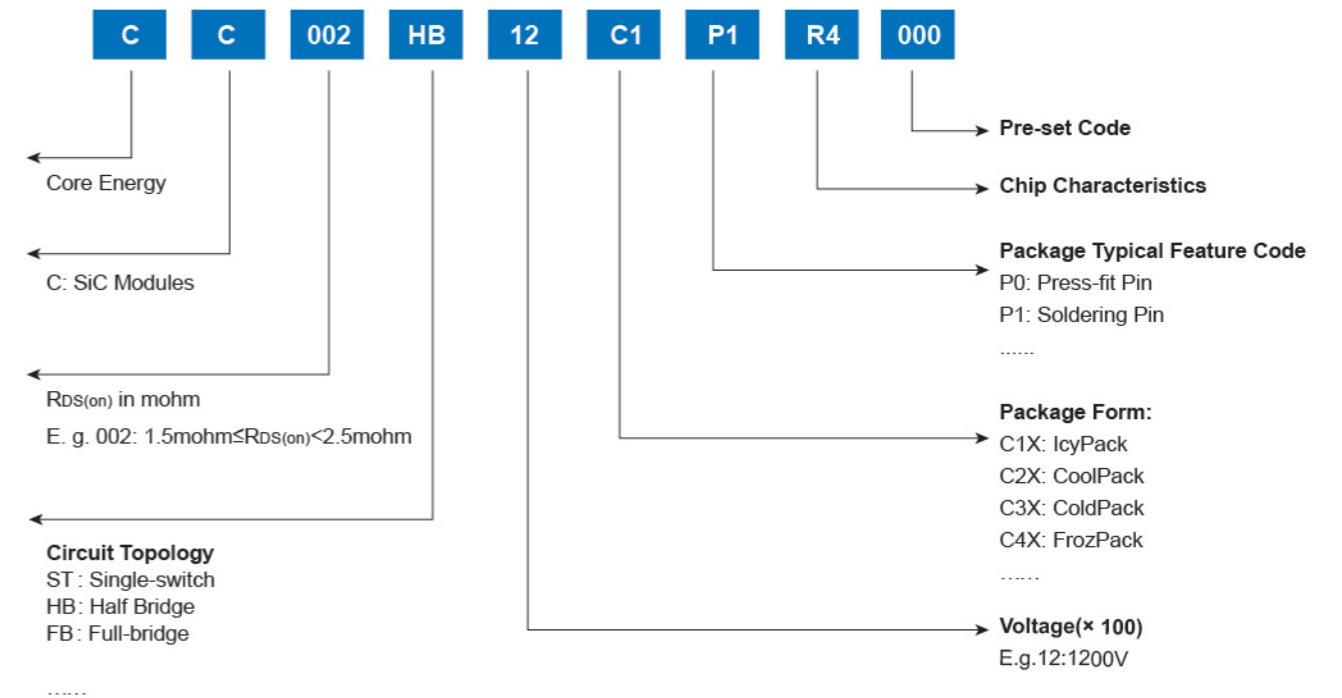 C C 002 HB 12 C1 P1 R4 000
Pre-set Code
Core Energy
Chip Characteristics
C: SiC Modules
Package Typical Feature Code
P0: Press-fit Pin
P1: Soldering Pin
......
RDS(on) in mohm
E. g. 002: 1.5mohm≤RDS(on)<2.5mohm
Package Form:
C1X: IcyPack
C2X: CoolPack
C3X: ColdPack
C4X: FrozPack
......
Circuit Topology
ST : Single-switch
HB : Half Bridge
FB : Full-bridge
......
Voltage(× 100)
E.g.12:1200V